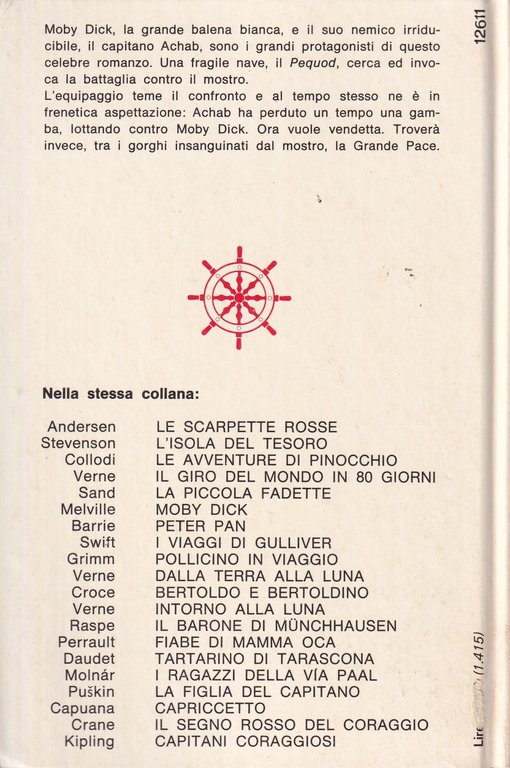 Moby Dick, la grande balena bianca, e il suo nemico irridu-
cibile, il capitano Achab, sono i grandi protagonisti di questo
celebre romanzo. Una fragile nave, il Pequod, cerca ed invo-
ca la battaglia contro il mostro.
L'equipaggio teme il confronto e al tempo stesso ne è in
frenetica aspettazione: Achab ha perduto un tempo una gam-
ba, lottando contro Moby Dick. Ora vuole vendetta. Troverà
invece, tra i gorghi insanguinati dal mostro, la Grande Pace.
12611
Nella stessa collana:
Andersen LE SCARPETTE ROSSE
Stevenson L'ISOLA DEL TESORO
Collodi LE AVVENTURE DI PINOCCHIO
Verne IL GIRO DEL MONDO IN 80 GIORNI
Sand LA PICCOLA FADETTE
Melville MOBY DICK
Barrie PETER PAN
Swift I VIAGGI DI GULLIVER
Grimm POLLICINO IN VIAGGIO
Verne DALLA TERRA ALLA LUNA
Croce BERTOLDO E BERTOLDINO
Verne INTORNO ALLA LUNA
Raspe IL BARONE DI MÜNCHHAUSEN
Perrault FIABE DI MAMMA OCA
Daudet TARTARINO DI TARASCONA
Molnár I RAGAZZI DELLA VÍA PAAL
Puškin LA FIGLIA DEL CAPITANO
Capuana CAPRICCETTO
Crane IL SEGNO ROSSO DEL CORAGGIO
Kipling CAPITANI CORAGGIOSI
Lire (1.415)